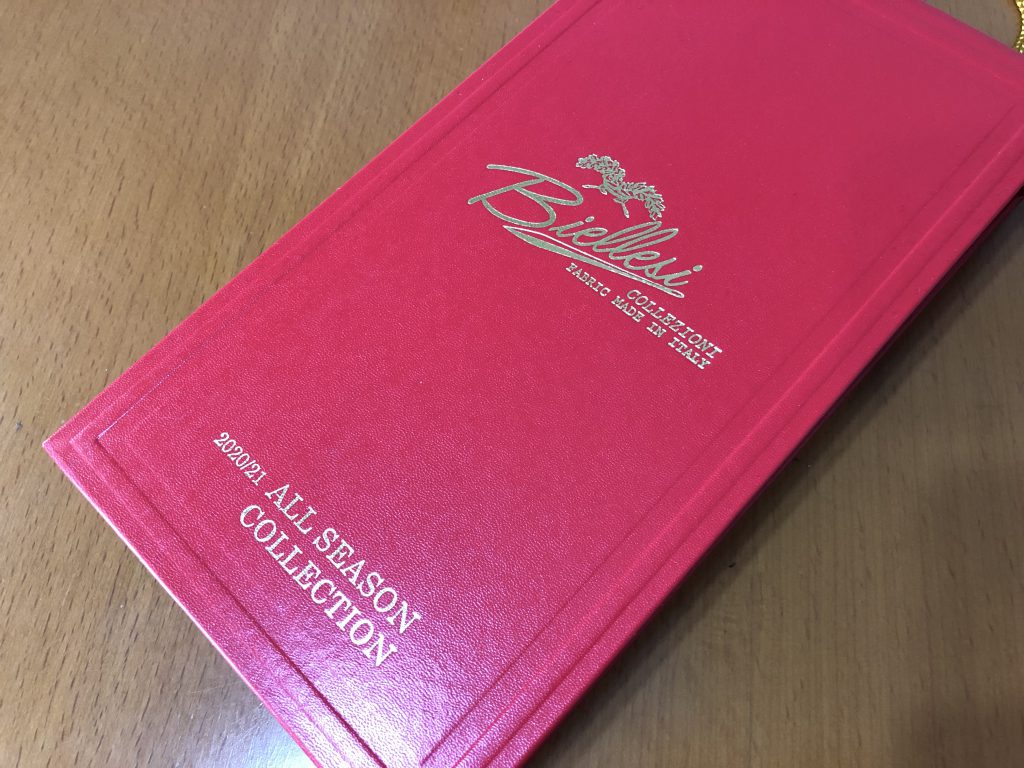 Biellesi
COLLEZIONI
FABRIC MADE IN ITALY
2020/21 ALL SEASON
COLLECTION